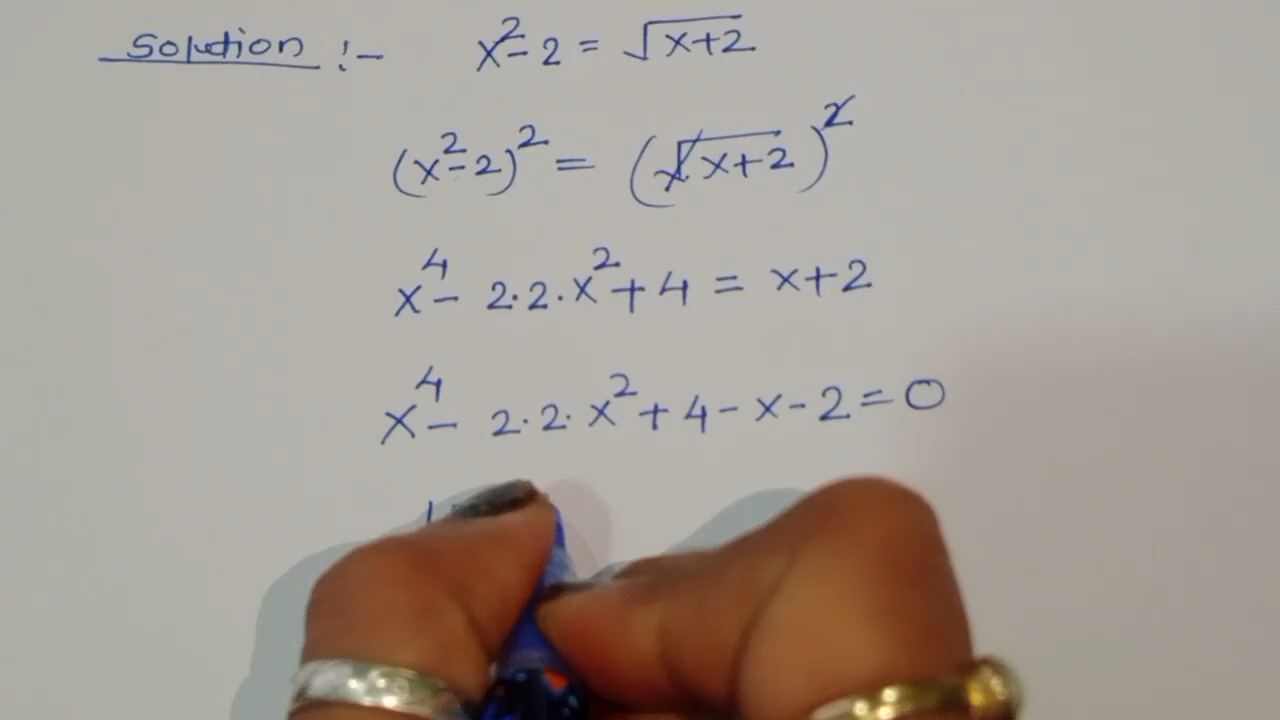 Solution :- x²-2 = √x+2
(x²-2)² = (√x+2)²
x⁴- 2·2·x²+4 = x+2
x⁴- 2·2·x²+4-x-2=0